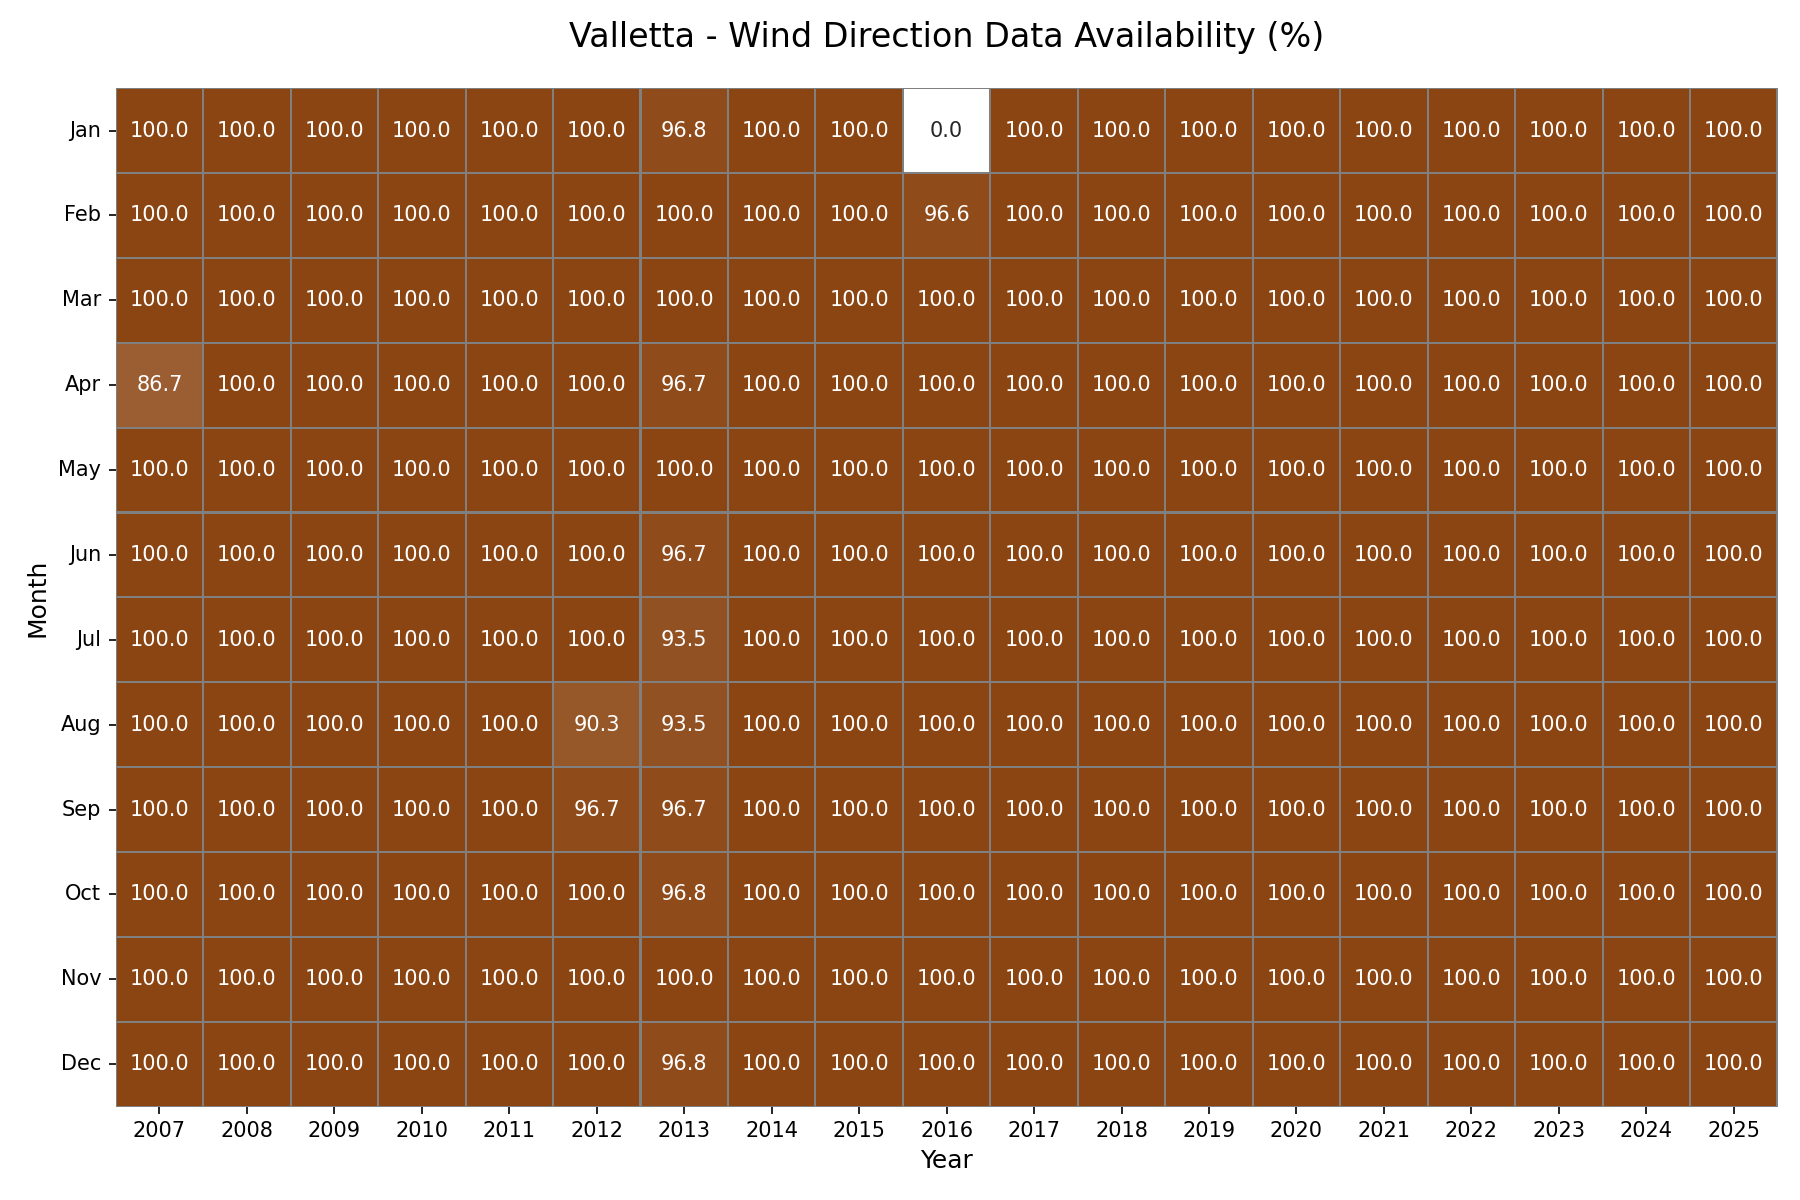 Valletta - Wind Direction Data Availability (%)
Jan 100.0 100.0 100.0 100.0 100.0 100.0 96.8 100.0 100.0 0.0 100.0 100.0 100.0 100.0 100.0 100.0 100.0 100.0 100.0
Feb 100.0 100.0 100.0 100.0 100.0 100.0 100.0 100.0 100.0 96.6 100.0 100.0 100.0 100.0 100.0 100.0 100.0 100.0 100.0
Mar 100.0 100.0 100.0 100.0 100.0 100.0 100.0 100.0 100.0 100.0 100.0 100.0 100.0 100.0 100.0 100.0 100.0 100.0 100.0
Apr 86.7 100.0 100.0 100.0 100.0 100.0 96.7 100.0 100.0 100.0 100.0 100.0 100.0 100.0 100.0 100.0 100.0 100.0 100.0
May 100.0 100.0 100.0 100.0 100.0 100.0 100.0 100.0 100.0 100.0 100.0 100.0 100.0 100.0 100.0 100.0 100.0 100.0 100.0
Jun 100.0 100.0 100.0 100.0 100.0 100.0 96.7 100.0 100.0 100.0 100.0 100.0 100.0 100.0 100.0 100.0 100.0 100.0 100.0
Month
Jul 100.0 100.0 100.0 100.0 100.0 100.0 93.5 100.0 100.0 100.0 100.0 100.0 100.0 100.0 100.0 100.0 100.0 100.0 100.0
Aug 100.0 100.0 100.0 100.0 100.0 90.3 93.5 100.0 100.0 100.0 100.0 100.0 100.0 100.0 100.0 100.0 100.0 100.0 100.0
Sep 100.0 100.0 100.0 100.0 100.0 96.7 96.7 100.0 100.0 100.0 100.0 100.0 100.0 100.0 100.0 100.0 100.0 100.0 100.0
Oct 100.0 100.0 100.0 100.0 100.0 100.0 96.8 100.0 100.0 100.0 100.0 100.0 100.0 100.0 100.0 100.0 100.0 100.0 100.0
Nov 100.0 100.0 100.0 100.0 100.0 100.0 100.0 100.0 100.0 100.0 100.0 100.0 100.0 100.0 100.0 100.0 100.0 100.0 100.0
Dec 100.0 100.0 100.0 100.0 100.0 100.0 96.8 100.0 100.0 100.0 100.0 100.0 100.0 100.0 100.0 100.0 100.0 100.0 100.0
2007 2008 2009 2010 2011 2012 2013 2014 2015 2016 2017 2018 2019 2020 2021 2022 2023 2024 2025
Year